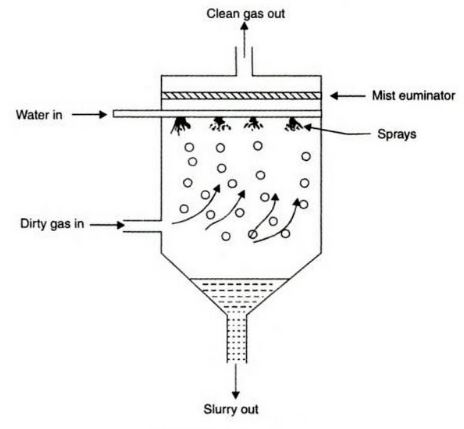 Clean gas out
Mist euminator
Water in
Sprays
Dirty gas in
Slurry out